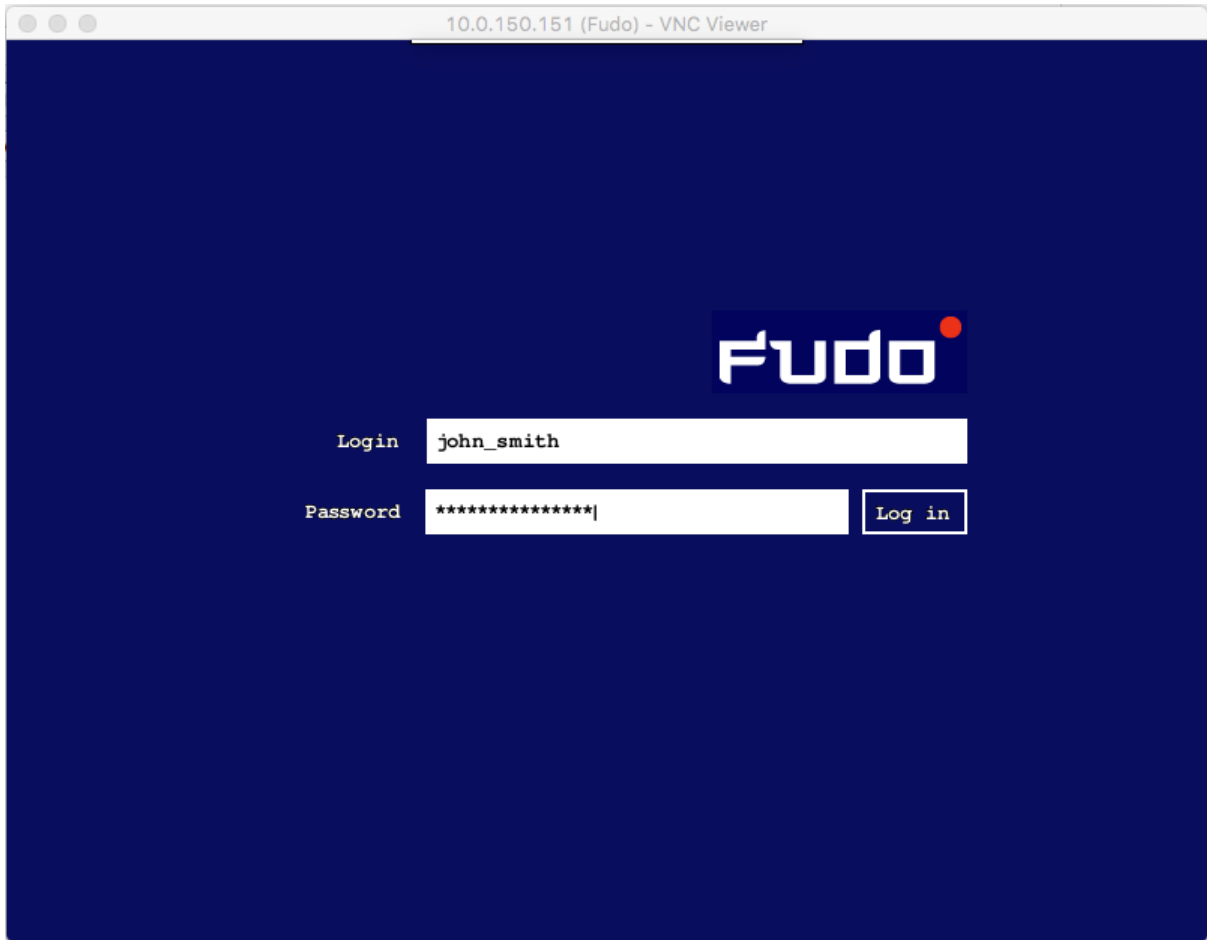 10.0.150.151 (Fudo) - VNC Viewer
Fudo
Login john_smith
Password ***************
Log in